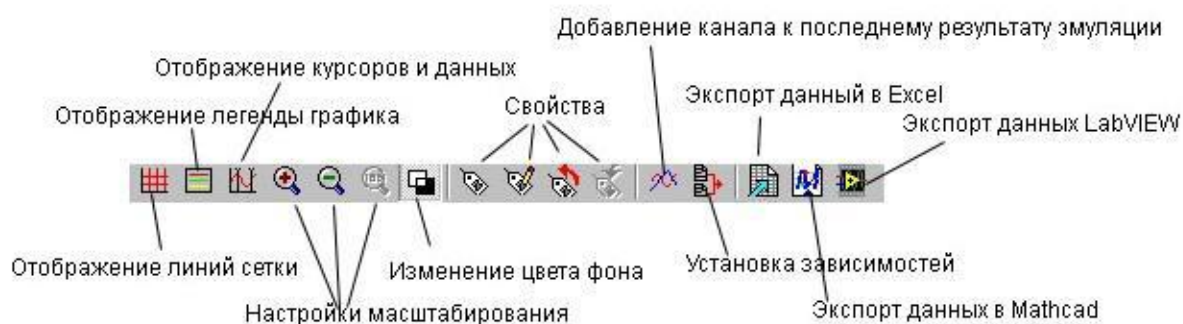 Добавление канала к последнему результату эмуляции
Отображение курсоров и данных
Свойства
Экспорт данный в Excel
Отображение легенды графика
Экспорт данных LabVIEW
Отображение линий сетки
Изменение цвета фона
Установка зависимостей
Настройки масштабирования
Экспорт данных в Mathcad